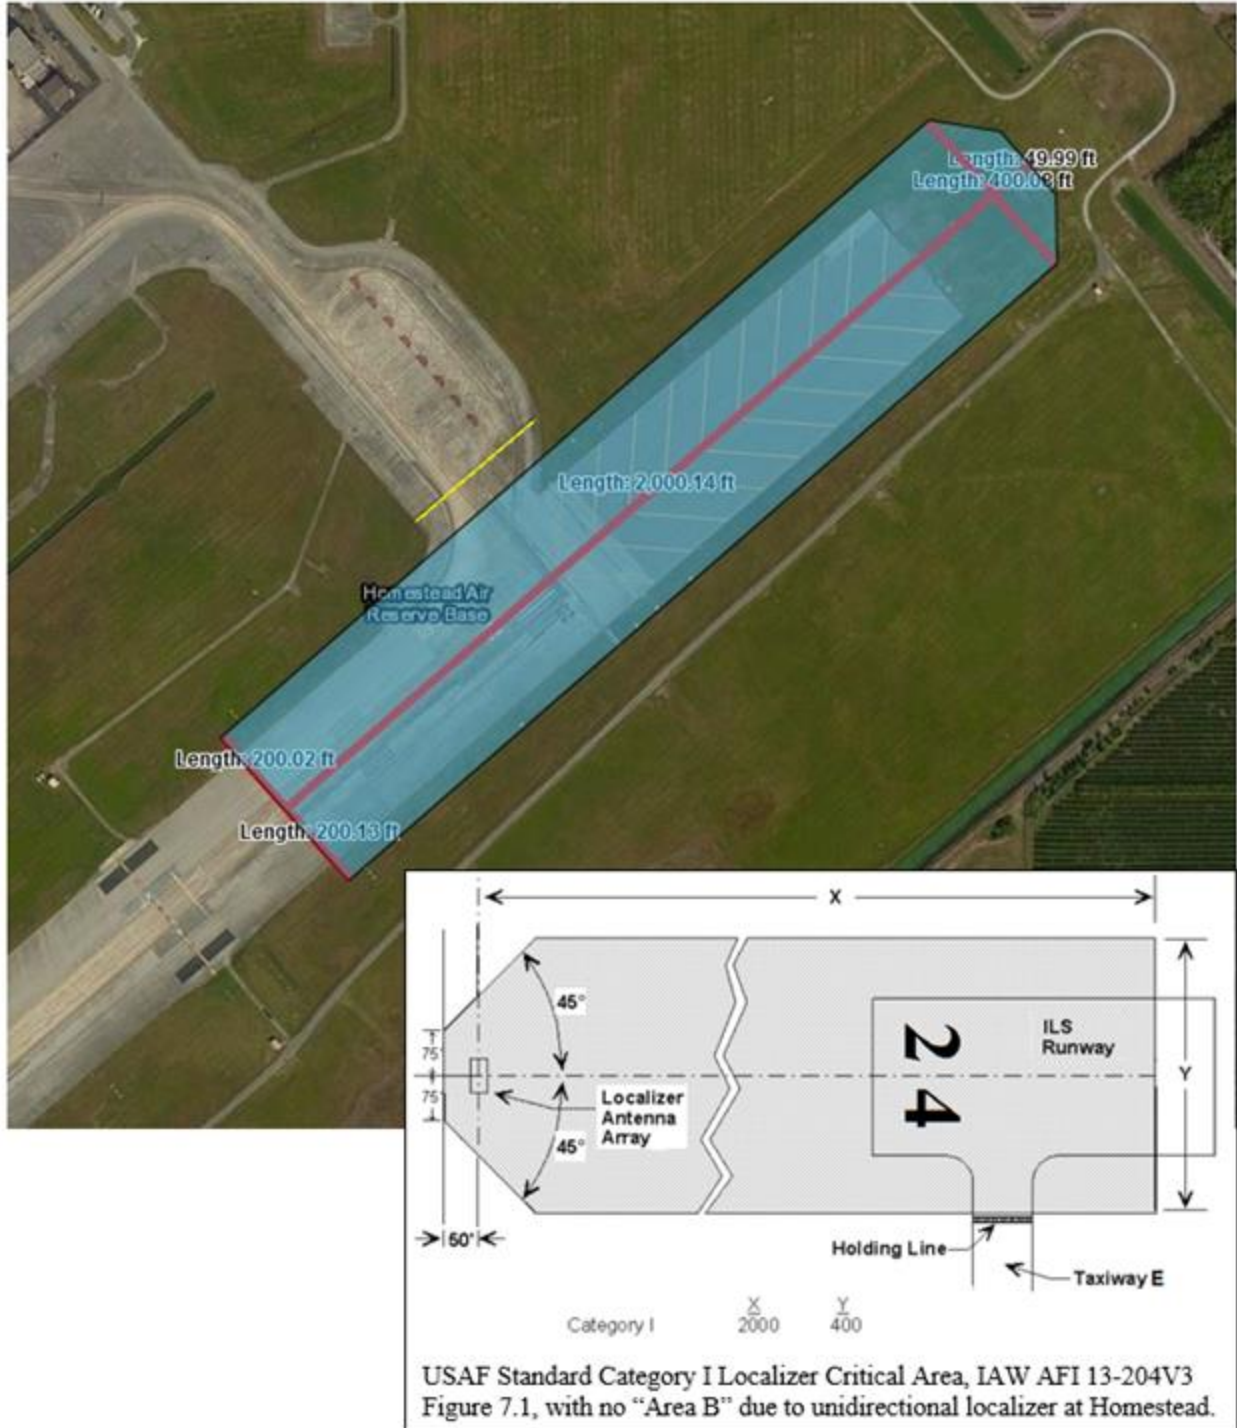 Length: 49.99 ft
Length: 400.08 ft
Length: 2,000.14 ft
Homestead Air
Reserve Base
Length: 200.02 ft
Length: 200.13 ft
X
45°
ILS
Runway
24
Y
75'
75'
Localizer
Antenna
Array
45°
50'
Holding Line
Taxiway E
X Y
Category I 2000 400
USAF Standard Category I Localizer Critical Area, IAW AFI 13-204V3
Figure 7.1, with no “Area B” due to unidirectional localizer at Homestead.